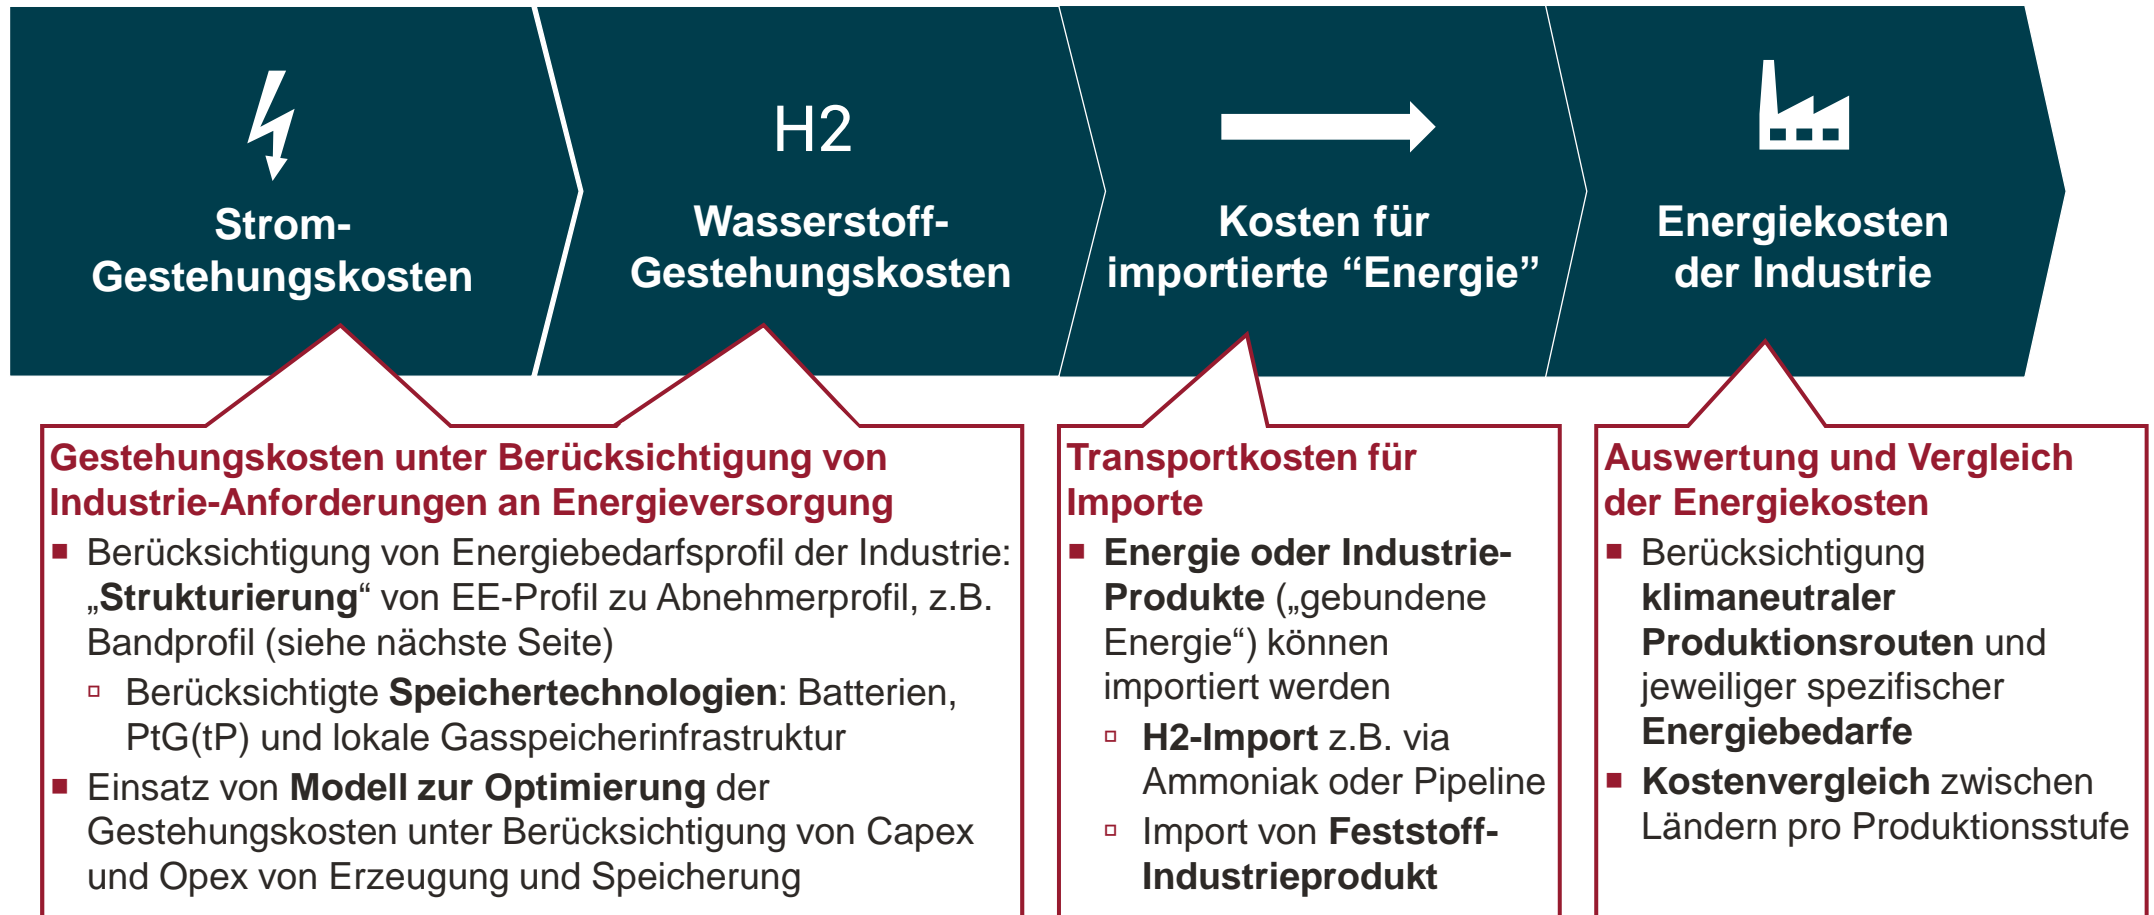 Strom-
Gestehungskosten
H2
Wasserstoff-
Gestehungskosten
Kosten für
importierte “Energie”
Energiekosten
der Industrie
Gestehungskosten unter Berücksichtigung von
Industrie-Anforderungen an Energieversorgung
Berücksichtigung von Energiebedarfsprofil der Industrie:
„Strukturierung“ von EE-Profil zu Abnehmerprofil, z.B.
Bandprofil (siehe nächste Seite)
Berücksichtigte Speichertechnologien: Batterien,
PtG(tP) und lokale Gasspeicherinfrastruktur
Einsatz von Modell zur Optimierung der
Gestehungskosten unter Berücksichtigung von Capex
und Opex von Erzeugung und Speicherung
Transportkosten für
Importe
Energie oder Industrie-
Produkte („gebundene
Energie“) können
importiert werden
H2-Import z.B. via
Ammoniak oder Pipeline
Import von Feststoff-
Industrieprodukt
Auswertung und Vergleich
der Energiekosten
Berücksichtigung
klimaneutraler
Produktionsrouten und
jeweiliger spezifischer
Energiebedarfe
Kostenvergleich zwischen
Ländern pro Produktionsstufe